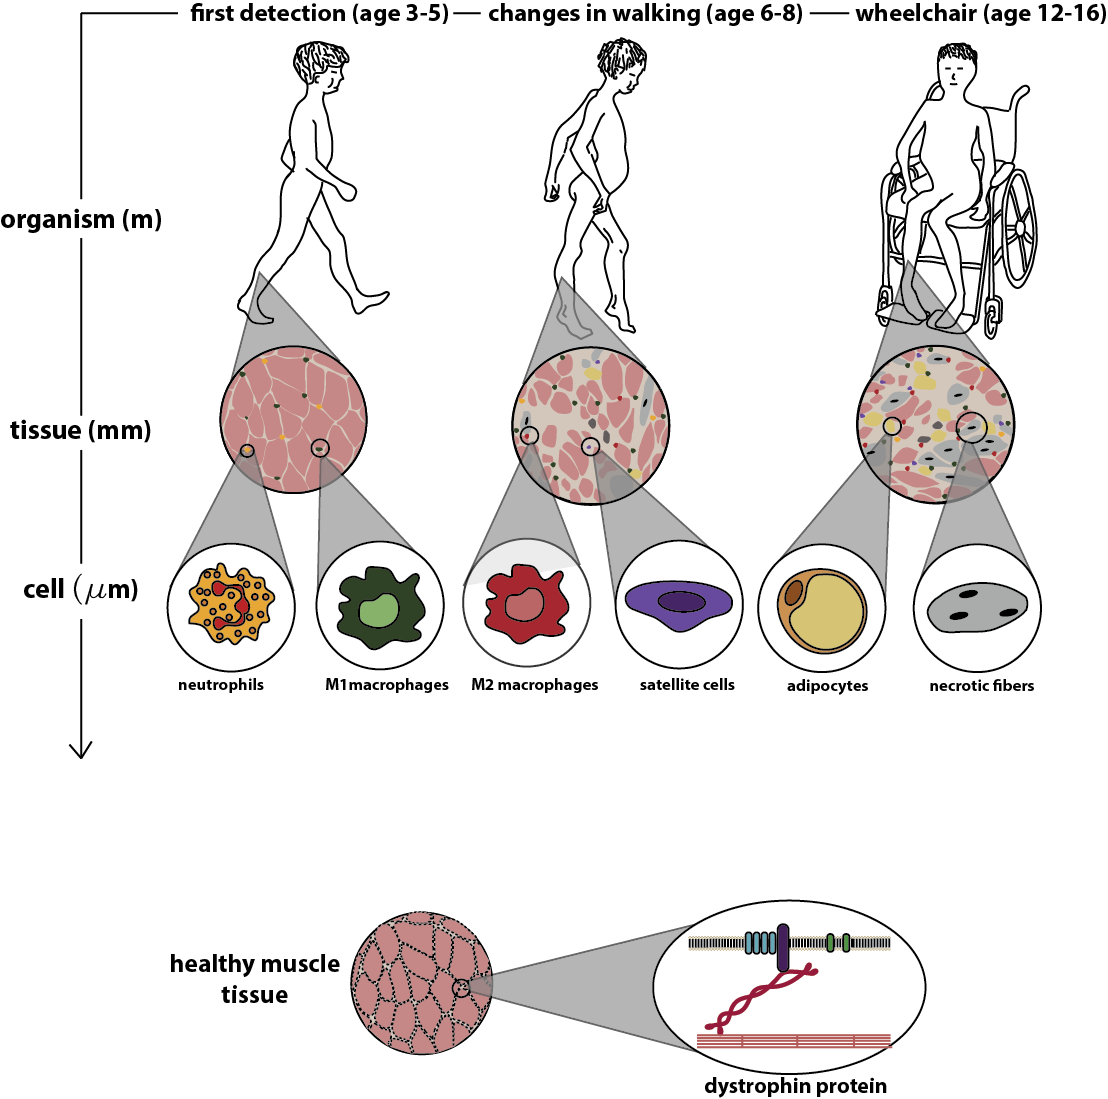 first detection (age 3-5) — changes in walking (age 6-8) — wheelchair (age 12-16)
organism (m)
tissue (mm)
cell (μm)
neutrophils
M1macrophages
M2 macrophages
satellite cells
adipocytes
necrotic fibers
healthy muscle
tissue
dystrophin protein